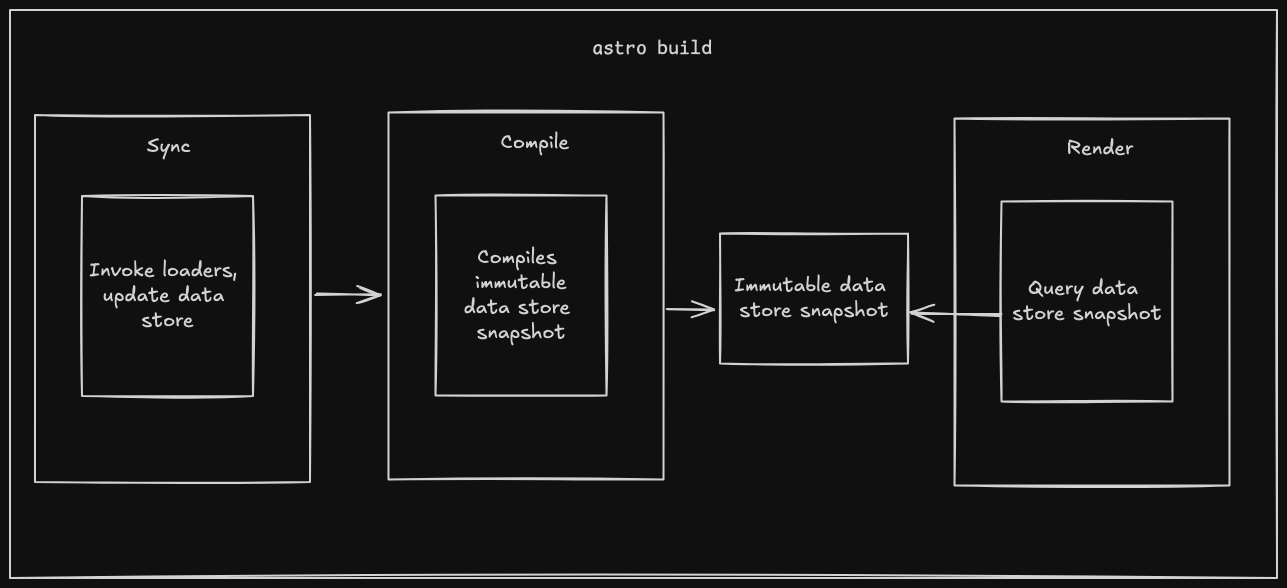 astro build
Sync
Invoke loaders,
update data
store
Compile
Compiles
immutable
data store
snapshot
Immutable data
store snapshot
Render
Query data
store snapshot